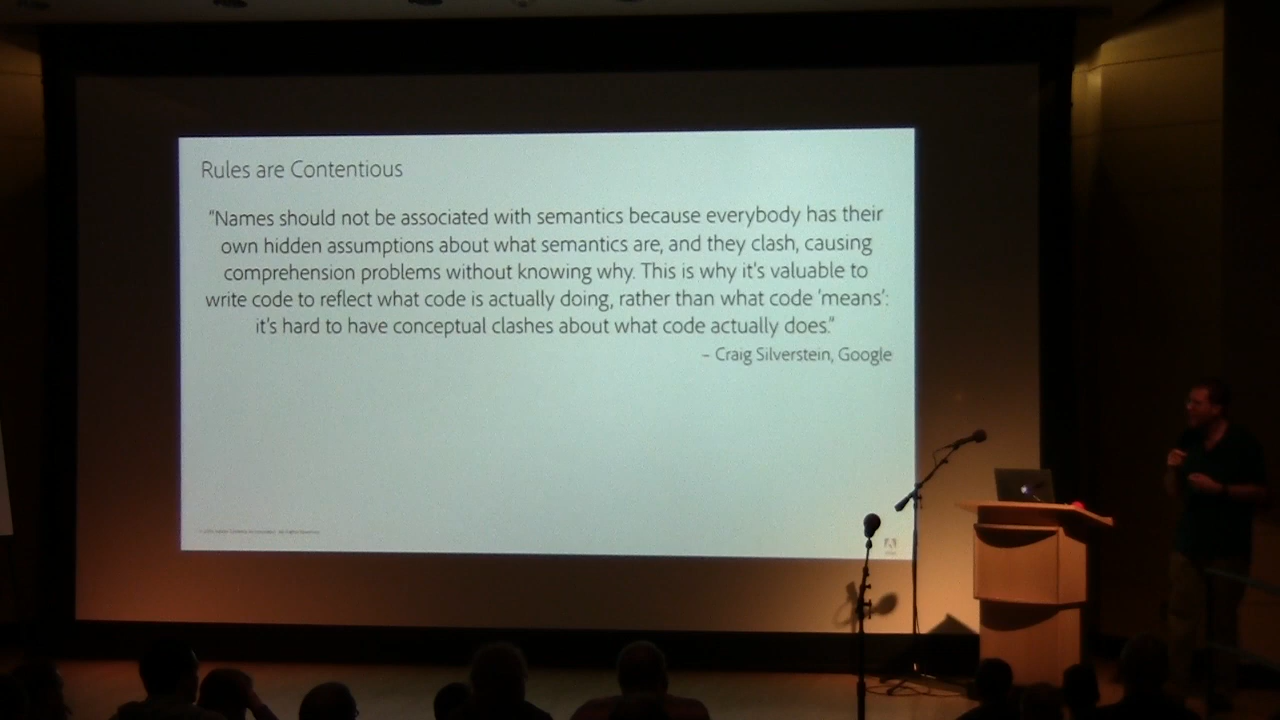 Rules are Contentious
"Names should not be associated with semantics because everybody has their
own hidden assumptions about what semantics are, and they clash, causing
comprehension problems without knowing why. This is why it's valuable to
write code to reflect what code is actually doing, rather than what code 'means':
it's hard to have conceptual clashes about what code actually does."
– Craig Silverstein, Google